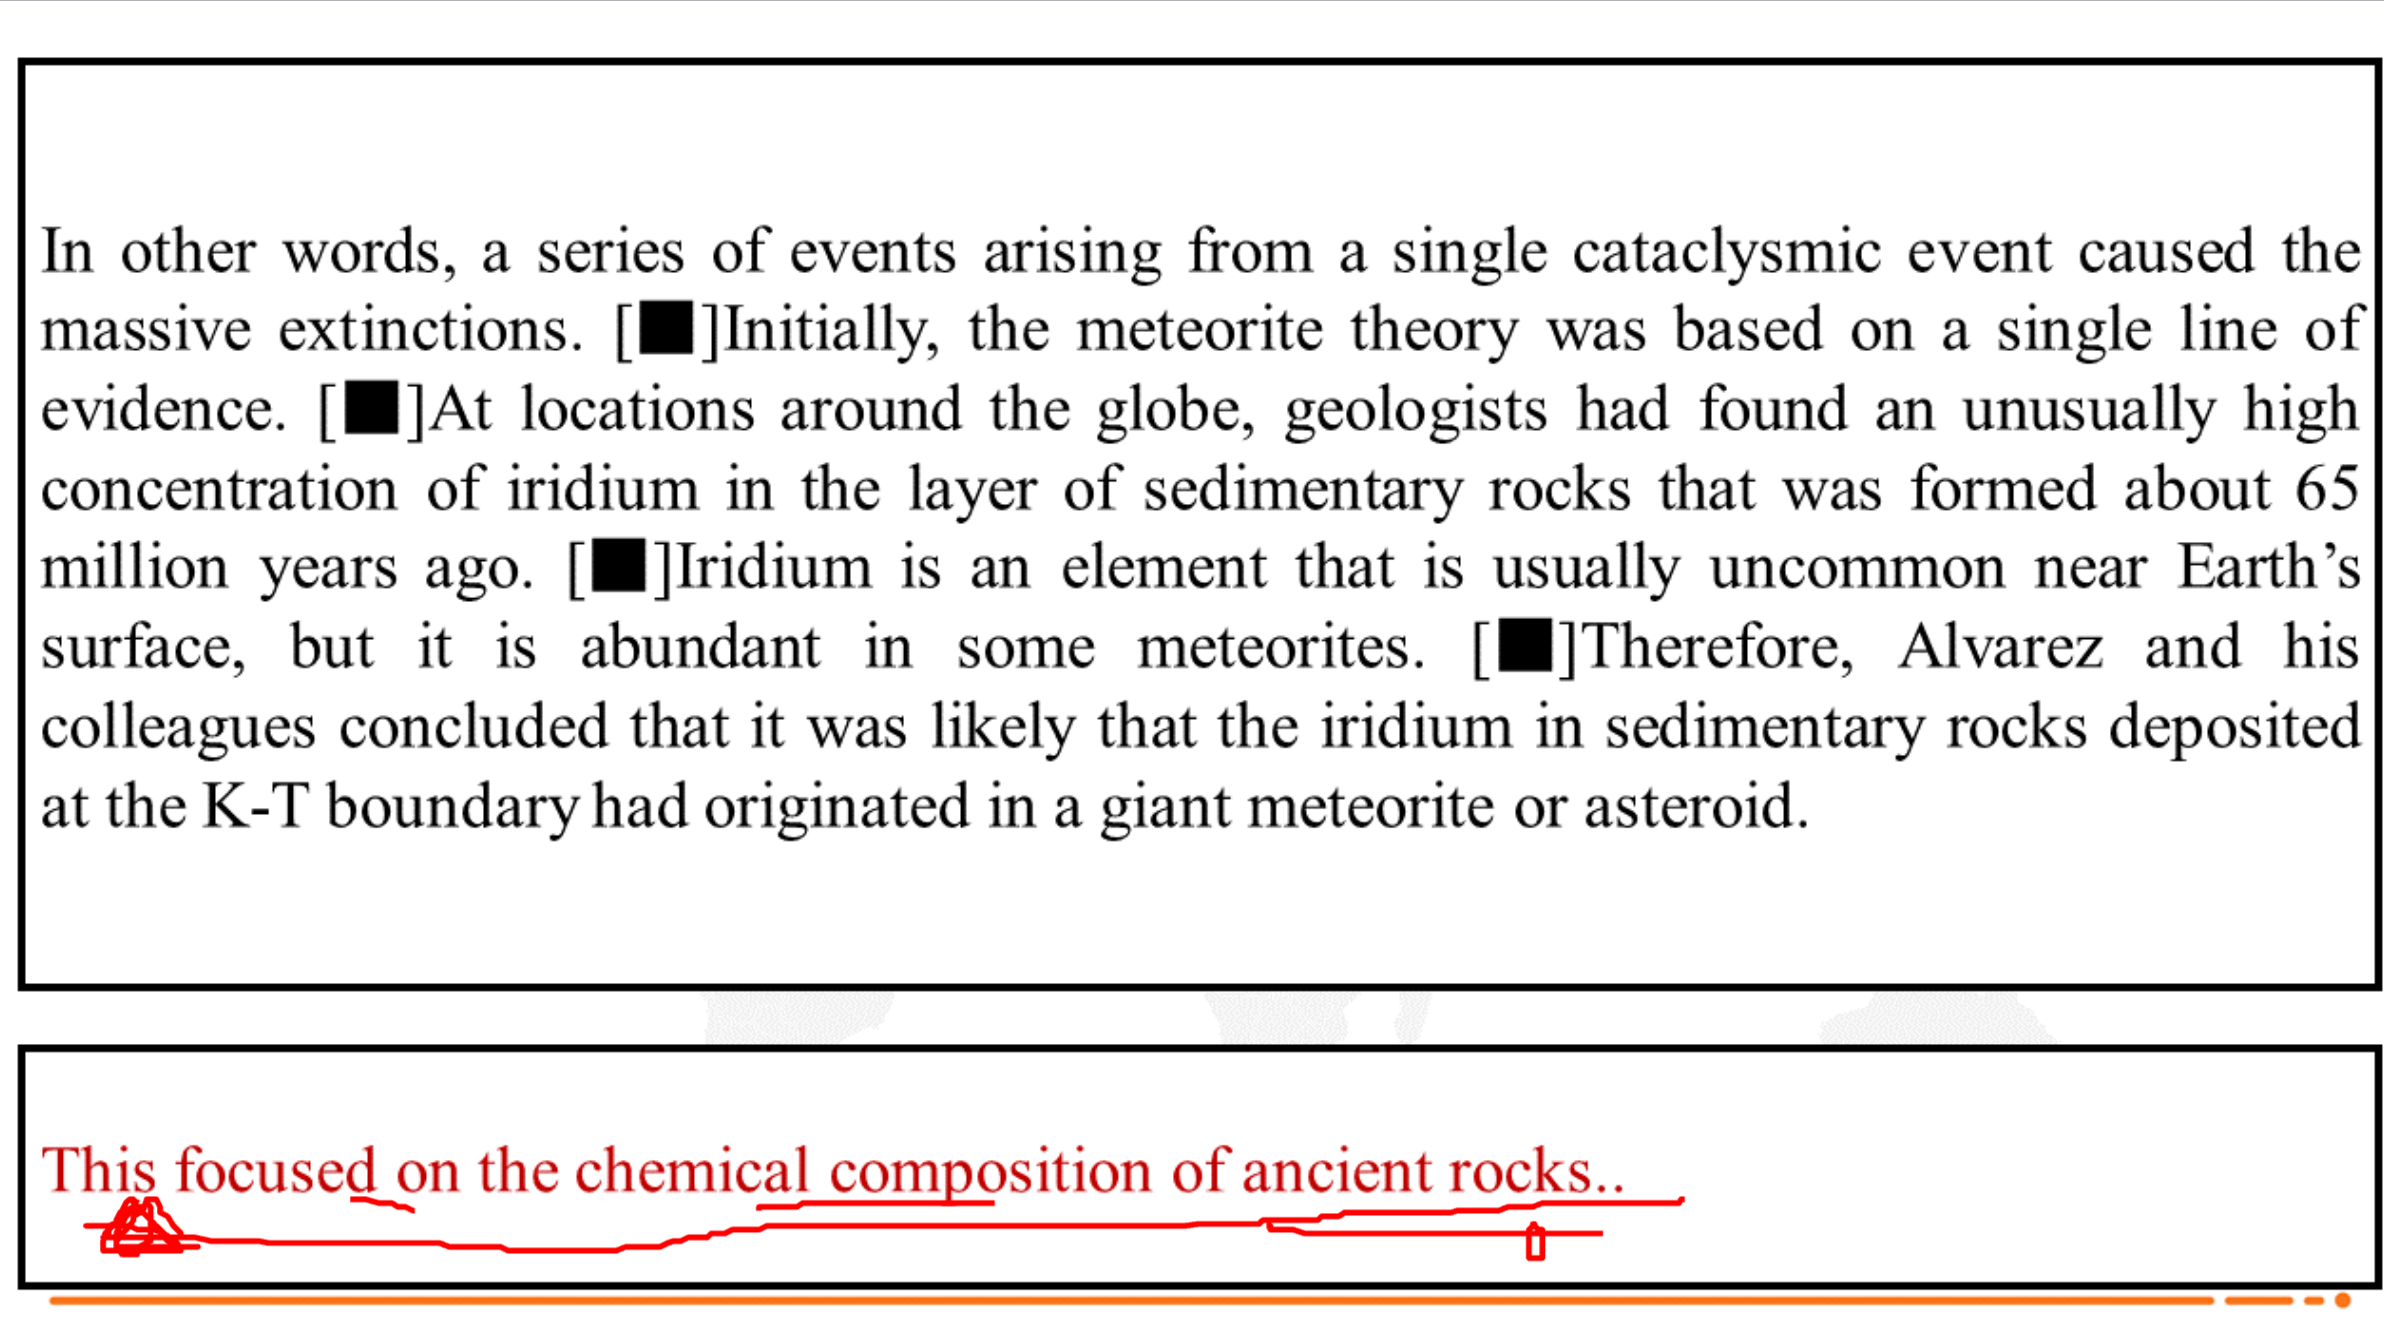 In other words, a series of events arising from a single cataclysmic event caused the
massive extinctions. [■]Initially, the meteorite theory was based on a single line of
evidence. [■]At locations around the globe, geologists had found an unusually high
concentration of iridium in the layer of sedimentary rocks that was formed about 65
million years ago. [■]Iridium is an element that is usually uncommon near Earth’s
surface, but it is abundant in some meteorites. [■]Therefore, Alvarez and his
colleagues concluded that it was likely that the iridium in sedimentary rocks deposited
at the K-T boundary had originated in a giant meteorite or asteroid.
This focused on the chemical composition of ancient rocks..